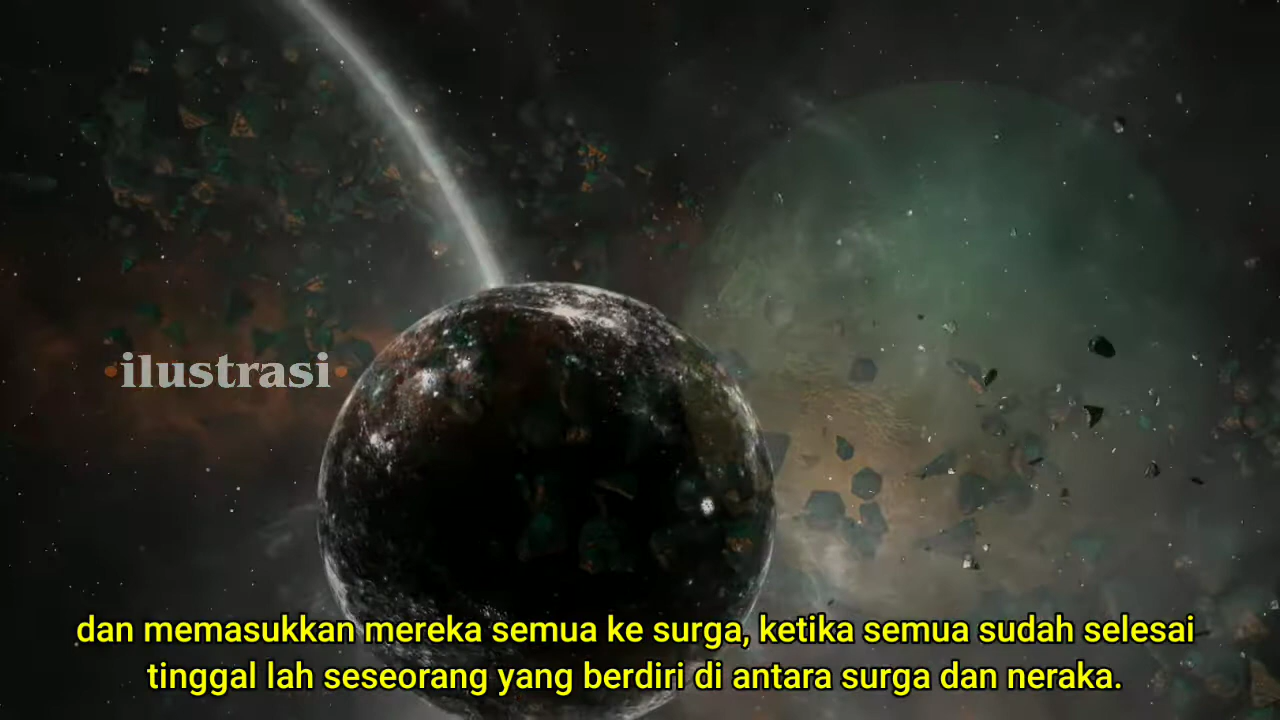 •ilustrasi•
dan memasukkan mereka semua ke surga, ketika semua sudah selesai
tinggal lah seseorang yang berdiri di antara surga dan neraka.